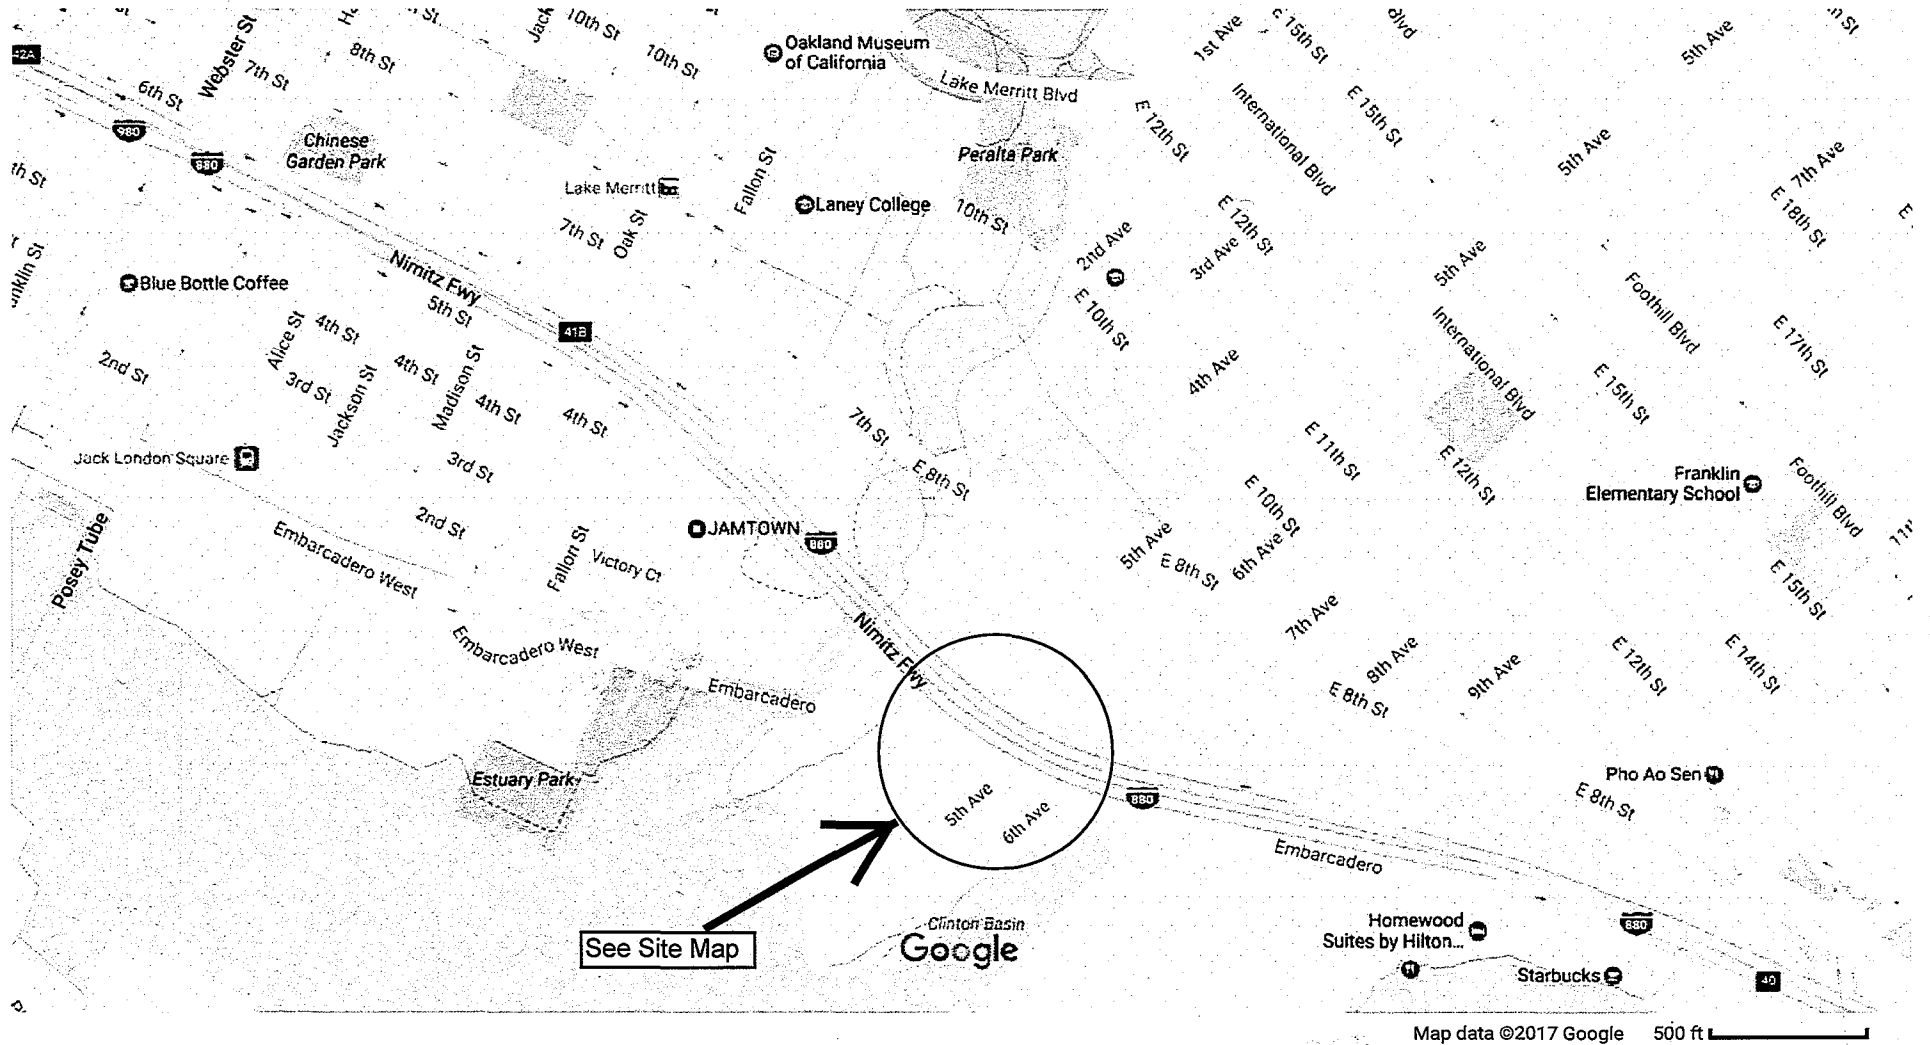 10th St
1st Ave
E 15th St
5th Ave
42A
Webster St
8th St
10th St
Oakland Museum
of California
6th St
7th St
Lake Merritt Blvd
International Blvd
E 15th St
E 12th St
980
880
Chinese
Garden Park
Peralta Park
5th Ave
7th Ave
Lake Merritt
Fallon St
Laney College
10th St
E 12th St
E 18th St
7th St
Oak St
2nd Ave
3rd Ave
5th Ave
Nimitz Fwy
Blue Bottle Coffee
5th St
41B
E 10th St
International Blvd
Foothill Blvd
E 17th St
Alice St
4th St
2nd St
3rd St
Jackson St
4th St
Madison St
4th St
4th St
4th Ave
E 15th St
7th St
E 8th St
E 11th St
E 12th St
Jack London Square
3rd St
Franklin
Elementary School
Foothill Blvd
2nd St
E 10th St
Posey Tube
Embarcadero West
Fallon St
Victory Ct
JAMTOWN
880
5th Ave
E 8th St
6th Ave
E 15th St
7th Ave
Embarcadero West
Nimitz Fwy
8th Ave
9th Ave
E 12th St
E 14th St
Embarcadero
E 8th St
Estuary Park
5th Ave
6th Ave
880
Pho Ao Sen
E 8th St
Embarcadero
See Site Map
Clinton Basin
Google
Homewood
Suites by Hilton...
880
Starbucks
40
Map data ©2017 Google 500 ft